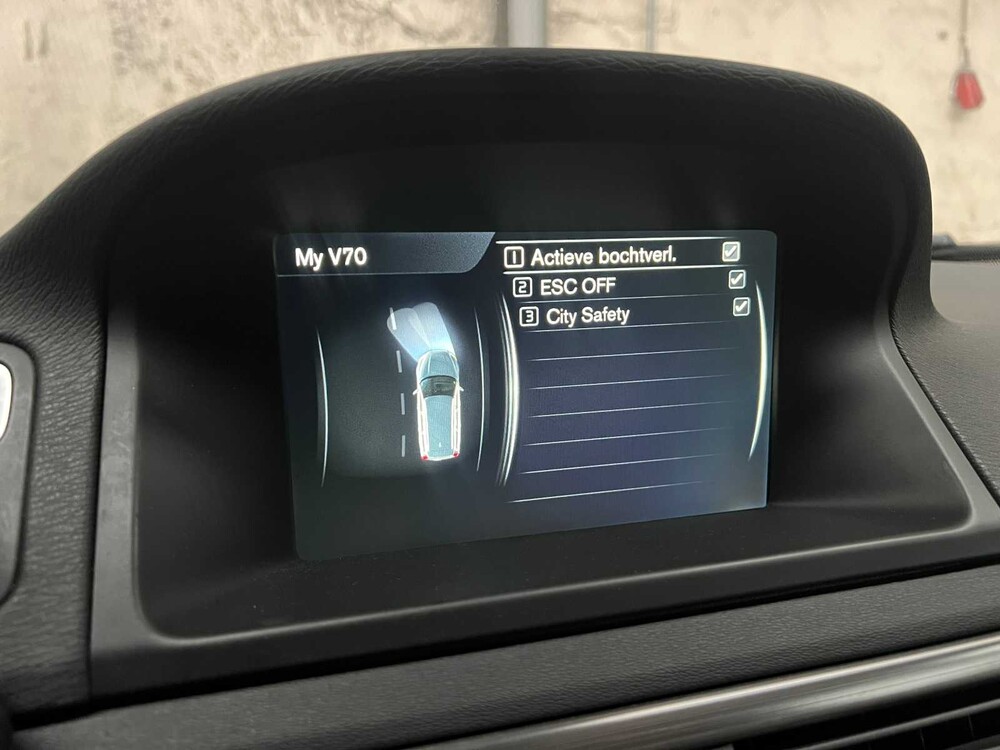 My V70
1 Actieve bochtverl.
2 ESC OFF
3 City Safety